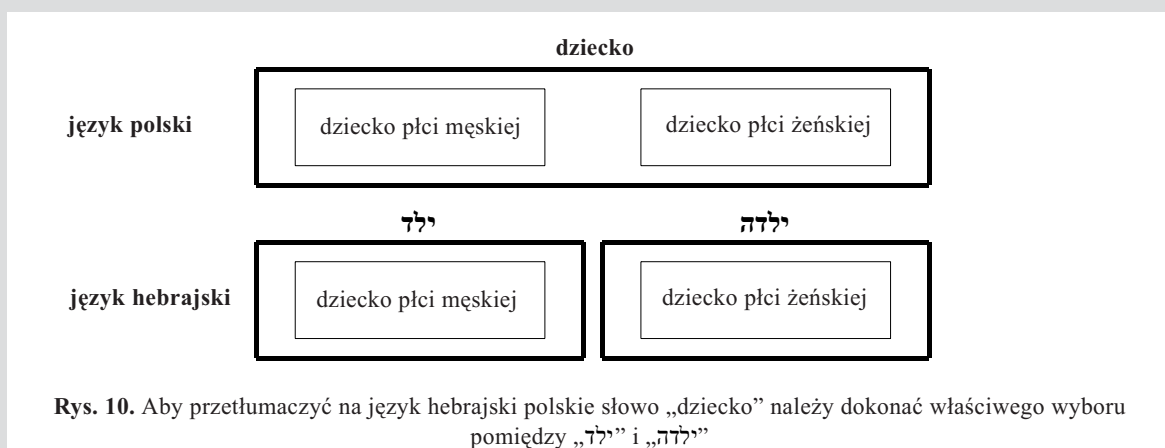 dziecko
język polski
dziecko płci męskiej
dziecko płci żeńskiej
ילד
ילדה
język hebrajski
dziecko płci męskiej
dziecko płci żeńskiej
Rys. 10. Aby przetłumaczyć na język hebrajski polskie słowo „dziecko” należy dokonać właściwego wyboru
pomiędzy „ילד” i „ילדה”